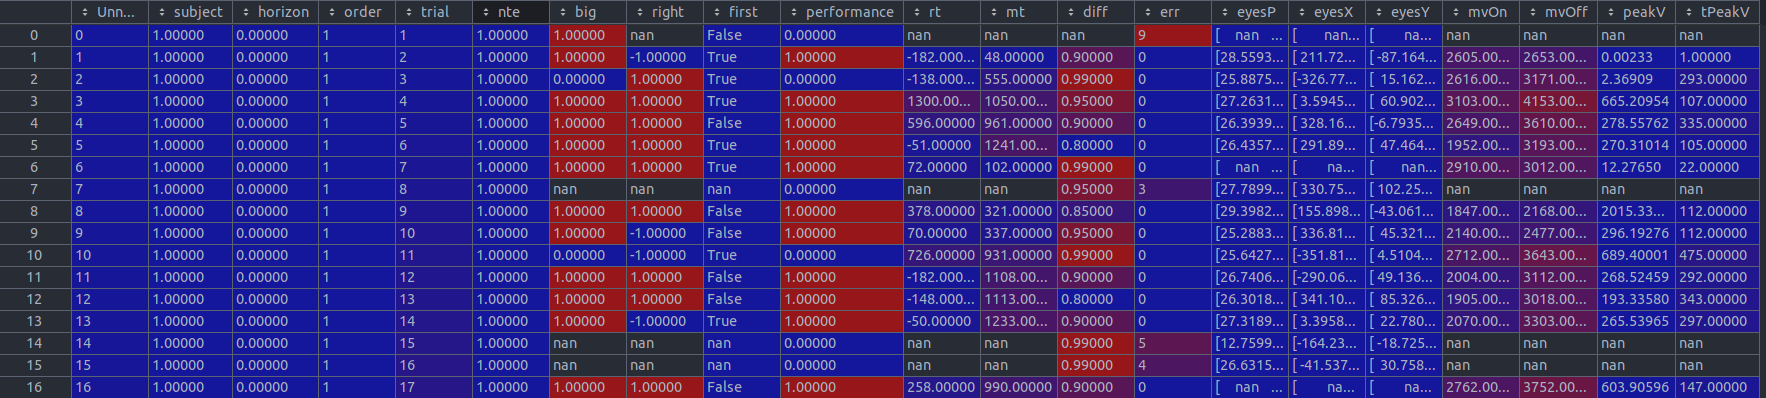 Unn... subject horizon order trial nte big right first performance rt mt diff err eyesP eyesX eyesY mvOn mvOff peakV tPeakV
0 0 1.00000 0.00000 1 1 1.00000 1.00000 nan False 0.00000 nan nan nan 9 [ nan ... [ nan... [ na... nan nan nan nan
1 1 1.00000 0.00000 1 2 1.00000 1.00000 -1.00000 True 1.00000 -182.000... 48.00000 0.90000 0 [28.5593... [ 211.72... [ -87.164... 2605.00... 2653.00... 0.00233 1.00000
2 2 1.00000 0.00000 1 3 1.00000 0.00000 1.00000 True 0.00000 -138.000... 555.00000 0.99000 0 [25.8875... [ -326.77... [ 15.162... 2616.00... 3171.00... 2.36909 293.00000
3 3 1.00000 0.00000 1 4 1.00000 1.00000 1.00000 True 1.00000 1300.00... 1050.00... 0.95000 0 [27.2631... [ 3.5945... [ 60.902... 3103.00... 4153.00... 665.20954 107.00000
4 4 1.00000 0.00000 1 5 1.00000 1.00000 1.00000 False 1.00000 596.00000 961.00000 0.90000 0 [26.3939... [ 328.16... [-6.7935... 2649.00... 3610.00... 278.55762 335.00000
5 5 1.00000 0.00000 1 6 1.00000 1.00000 1.00000 True 1.00000 -51.00000 1241.00... 0.80000 0 [26.4357... [ 291.89... [ 47.464... 1952.00... 3193.00... 270.31014 105.00000
6 6 1.00000 0.00000 1 7 1.00000 1.00000 1.00000 True 1.00000 72.00000 102.00000 0.99000 0 [ nan ... [ na... [ nan... 2910.00... 3012.00... 12.27650 22.00000
7 7 1.00000 0.00000 1 8 1.00000 nan nan nan 0.00000 nan nan 0.95000 3 [27.7899... [ 330.75... [ 102.25... nan nan nan nan
8 8 1.00000 0.00000 1 9 1.00000 1.00000 1.00000 False 1.00000 378.00000 321.00000 0.85000 0 [29.3982... [155.898... [-43.061... 1847.00... 2168.00... 2015.33... 112.00000
9 9 1.00000 0.00000 1 10 1.00000 1.00000 -1.00000 False 1.00000 70.00000 337.00000 0.95000 0 [25.2883... [ 336.81... [ 45.321... 2140.00... 2477.00... 296.19276 112.00000
10 10 1.00000 0.00000 1 11 1.00000 0.00000 -1.00000 True 0.00000 726.00000 931.00000 0.99000 0 [25.6427... [-351.81... [ 4.5104... 2712.00... 3643.00... 689.40001 475.00000
11 11 1.00000 0.00000 1 12 1.00000 1.00000 1.00000 False 1.00000 -182.000... 1108.00... 0.90000 0 [26.7406... [-290.06... [ 49.136... 2004.00... 3112.00... 268.52459 292.00000
12 12 1.00000 0.00000 1 13 1.00000 1.00000 1.00000 False 1.00000 -148.000... 1113.00... 0.80000 0 [26.3018... [ 341.10... [ 85.326... 1905.00... 3018.00... 193.33580 343.00000
13 13 1.00000 0.00000 1 14 1.00000 1.00000 -1.00000 True 1.00000 -50.00000 1233.00... 0.90000 0 [27.3189... [ 3.3958... [ 22.780... 2070.00... 3303.00... 265.53965 297.00000
14 14 1.00000 0.00000 1 15 1.00000 nan nan nan 0.00000 nan nan 0.99000 5 [12.7599... [-164.23... [-18.725... nan nan nan nan
15 15 1.00000 0.00000 1 16 1.00000 nan nan nan 0.00000 nan nan 0.99000 4 [26.6315... [ -41.537... [ 30.758... nan nan nan nan
16 16 1.00000 0.00000 1 17 1.00000 1.00000 1.00000 False 1.00000 258.00000 990.00000 0.90000 0 [ nan ... [ na... [ na... 2762.00... 3752.00... 603.90596 147.00000